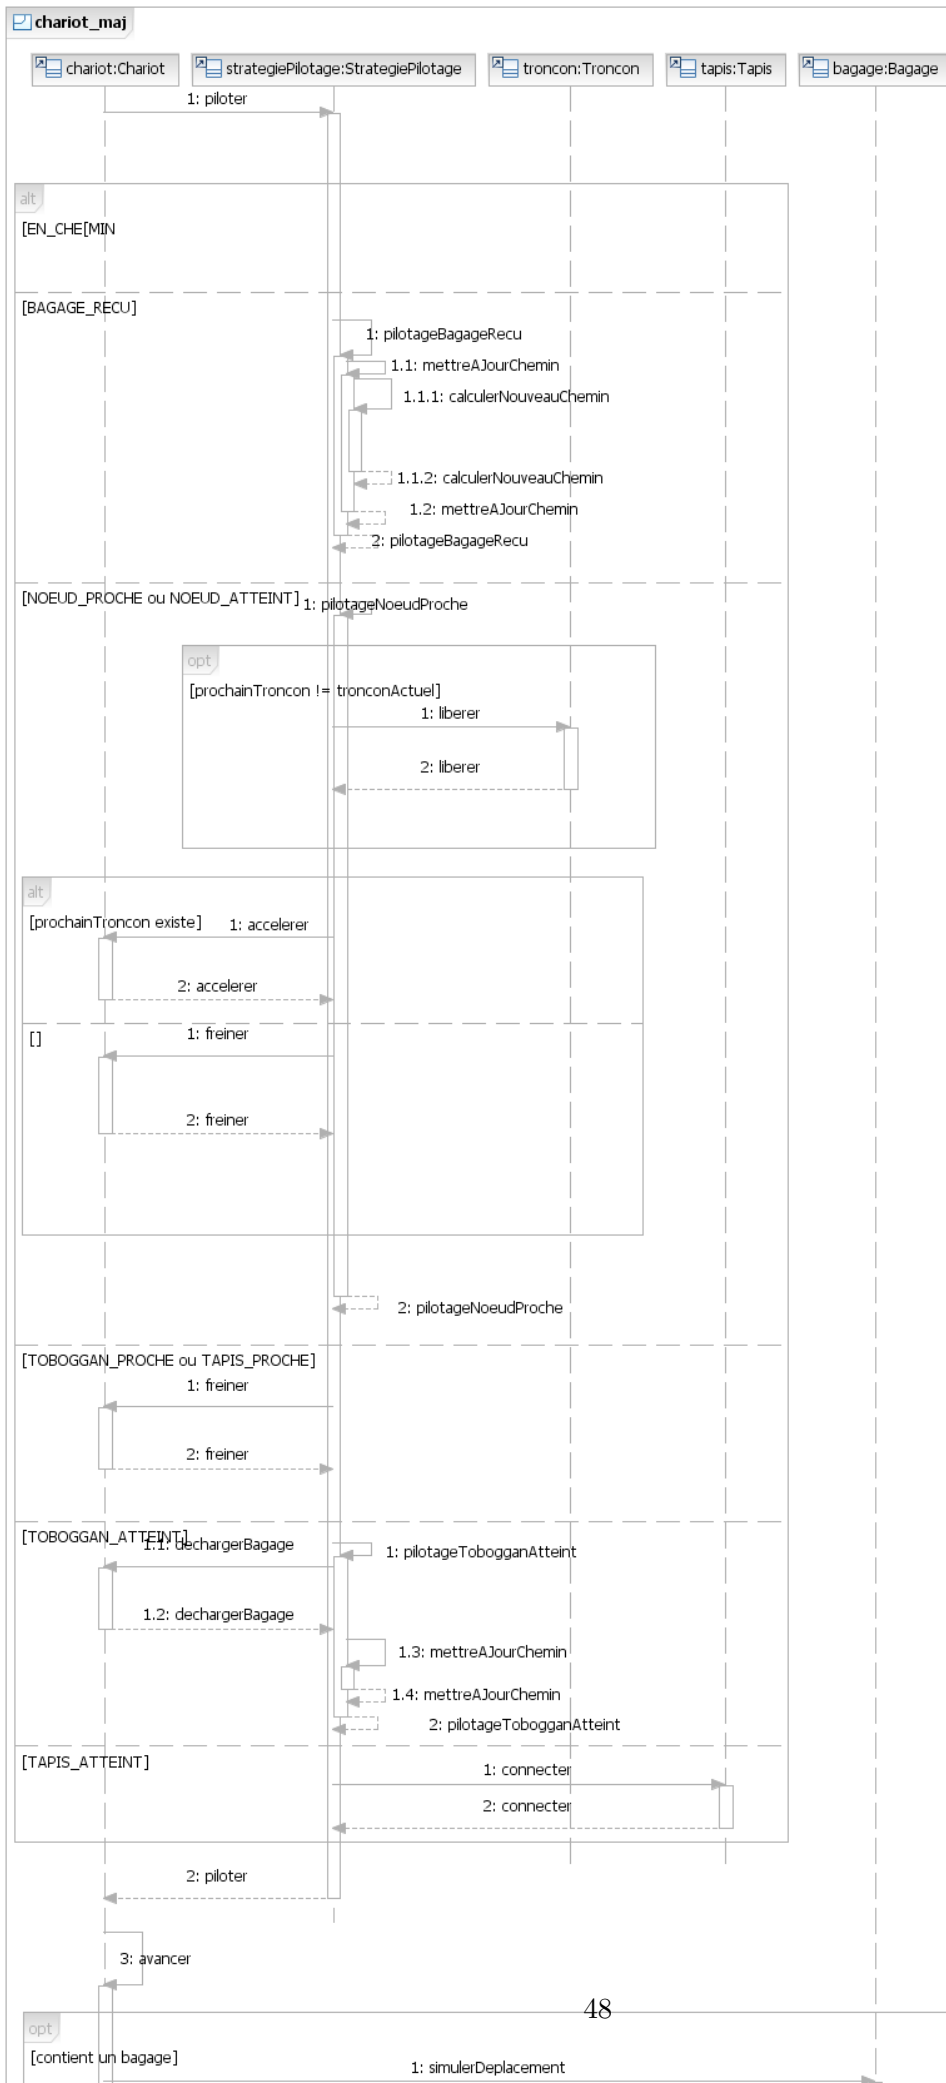 chariot_maj
chariot:Chariot
strategiePilotage:StrategiePilotage
troncon:Troncon
tapis:Tapis
bagage:Bagage
1: piloter
alt
[EN_CHE[MIN
[BAGAGE_RECU]
1: pilotageBagageRecu
1.1: mettreAJourChemin
1.1.1: calculerNouveauChemin
1.1.2: calculerNouveauChemin
1.2: mettreAJourChemin
2: pilotageBagageRecu
[NOEUD_PROCHE ou NOEUD_ATTEINT]
1: pilotageNoeudProche
opt
[prochainTroncon != tronconActuel]
1: liberer
2: liberer
alt
[prochainTroncon existe]
1: accelerer
2: accelerer
[]
1: freiner
2: freiner
2: pilotageNoeudProche
[TOBOGGAN_PROCHE ou TAPIS_PROCHE]
1: freiner
2: freiner
[TOBOGGAN_ATTEINT]
1.1: dechargerBagage
1: pilotageTobogganAtteint
1.2: dechargerBagage
1.3: mettreAJourChemin
1.4: mettreAJourChemin
2: pilotageTobogganAtteint
[TAPIS_ATTEINT]
1: connecter
2: connecter
2: piloter
3: avancer
48
opt
[contient un bagage]
1: simulerDeplacement